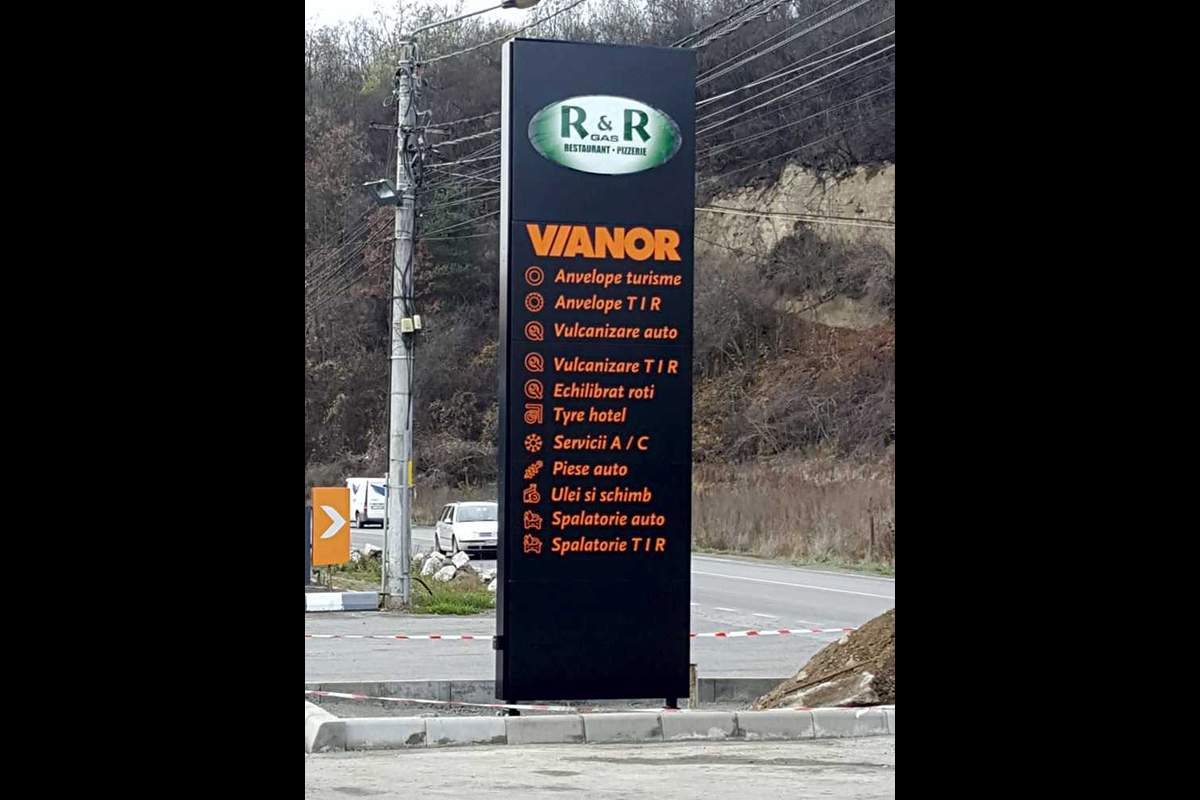 R & R
GAS
RESTAURANT • PIZZERIE
VIANOR
Anvelope turisme
Anvelope T I R
Vulcanizare auto
Vulcanizare T I R
Echilibrat roti
Tyre hotel
Servicii A / C
Piese auto
Ulei si schimb
Spalatorie auto
Spalatorie T I R